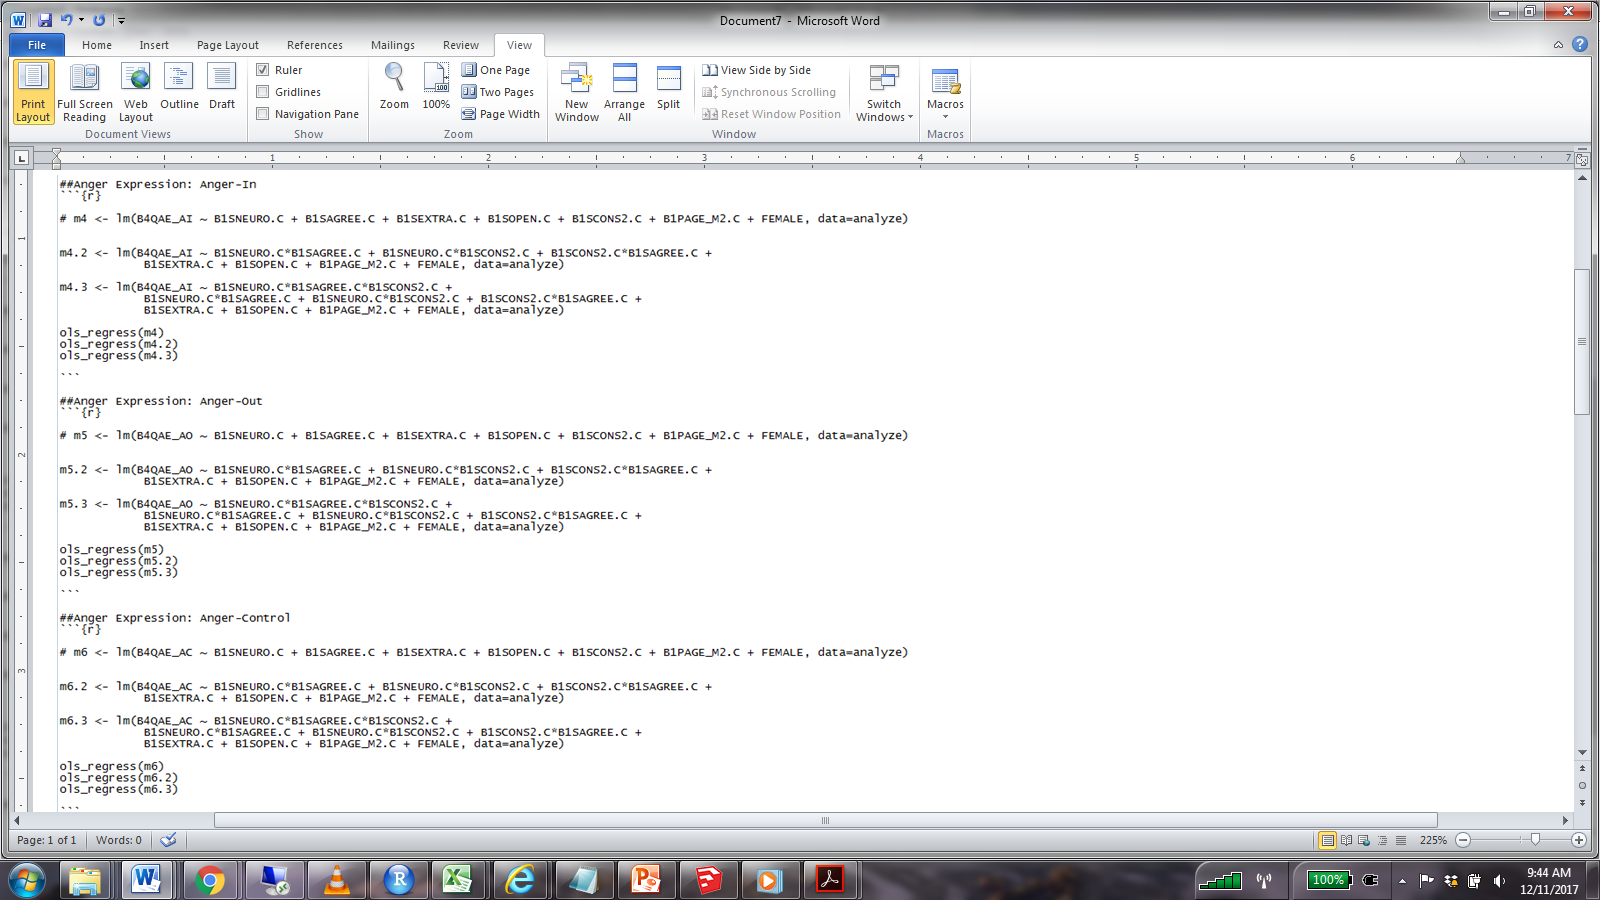 Document7 - Microsoft Word
File Home Insert Page Layout References Mailings Review View
Print Layout
Full Screen Reading
Web Layout
Outline
Draft
Document Views
Ruler
Gridlines
Navigation Pane
Show
Zoom
100
100%
One Page
Two Pages
Page Width
Zoom
New Window
Arrange All
Split
View Side by Side
Synchronous Scrolling
Reset Window Position
Window
Switch Windows
Macros
Macros
L
1 2 3 4 5 6 7
1
2
3
##Anger Expression: Anger-In
```{r}
# m4 <- lm(B4QAE_AI ~ B1SNEURO.C + B1SAGREE.C + B1SEXTRA.C + B1SOPEN.C + B1SCONS2.C + B1PAGE_M2.C + FEMALE, data=analyze)
m4.2 <- lm(B4QAE_AI ~ B1SNEURO.C*B1SAGREE.C + B1SNEURO.C*B1SCONS2.C + B1SCONS2.C*B1SAGREE.C +
B1SEXTRA.C + B1SOPEN.C + B1PAGE_M2.C + FEMALE, data=analyze)
m4.3 <- lm(B4QAE_AI ~ B1SNEURO.C*B1SAGREE.C*B1SCONS2.C +
B1SNEURO.C*B1SAGREE.C + B1SNEURO.C*B1SCONS2.C + B1SCONS2.C*B1SAGREE.C +
B1SEXTRA.C + B1SOPEN.C + B1PAGE_M2.C + FEMALE, data=analyze)
ols_regress(m4)
ols_regress(m4.2)
ols_regress(m4.3)
```
##Anger Expression: Anger-Out
```{r}
# m5 <- lm(B4QAE_AO ~ B1SNEURO.C + B1SAGREE.C + B1SEXTRA.C + B1SOPEN.C + B1SCONS2.C + B1PAGE_M2.C + FEMALE, data=analyze)
m5.2 <- lm(B4QAE_AO ~ B1SNEURO.C*B1SAGREE.C + B1SNEURO.C*B1SCONS2.C + B1SCONS2.C*B1SAGREE.C +
B1SEXTRA.C + B1SOPEN.C + B1PAGE_M2.C + FEMALE, data=analyze)
m5.3 <- lm(B4QAE_AO ~ B1SNEURO.C*B1SAGREE.C*B1SCONS2.C +
B1SNEURO.C*B1SAGREE.C + B1SNEURO.C*B1SCONS2.C + B1SCONS2.C*B1SAGREE.C +
B1SEXTRA.C + B1SOPEN.C + B1PAGE_M2.C + FEMALE, data=analyze)
ols_regress(m5)
ols_regress(m5.2)
ols_regress(m5.3)
```
##Anger Expression: Anger-Control
```{r}
# m6 <- lm(B4QAE_AC ~ B1SNEURO.C + B1SAGREE.C + B1SEXTRA.C + B1SOPEN.C + B1SCONS2.C + B1PAGE_M2.C + FEMALE, data=analyze)
m6.2 <- lm(B4QAE_AC ~ B1SNEURO.C*B1SAGREE.C + B1SNEURO.C*B1SCONS2.C + B1SCONS2.C*B1SAGREE.C +
B1SEXTRA.C + B1SOPEN.C + B1PAGE_M2.C + FEMALE, data=analyze)
m6.3 <- lm(B4QAE_AC ~ B1SNEURO.C*B1SAGREE.C*B1SCONS2.C +
B1SNEURO.C*B1SAGREE.C + B1SNEURO.C*B1SCONS2.C + B1SCONS2.C*B1SAGREE.C +
B1SEXTRA.C + B1SOPEN.C + B1PAGE_M2.C + FEMALE, data=analyze)
ols_regress(m6)
ols_regress(m6.2)
ols_regress(m6.3)
```
Page: 1 of 1 Words: 0 225%
100% 9:44 AM
12/11/2017